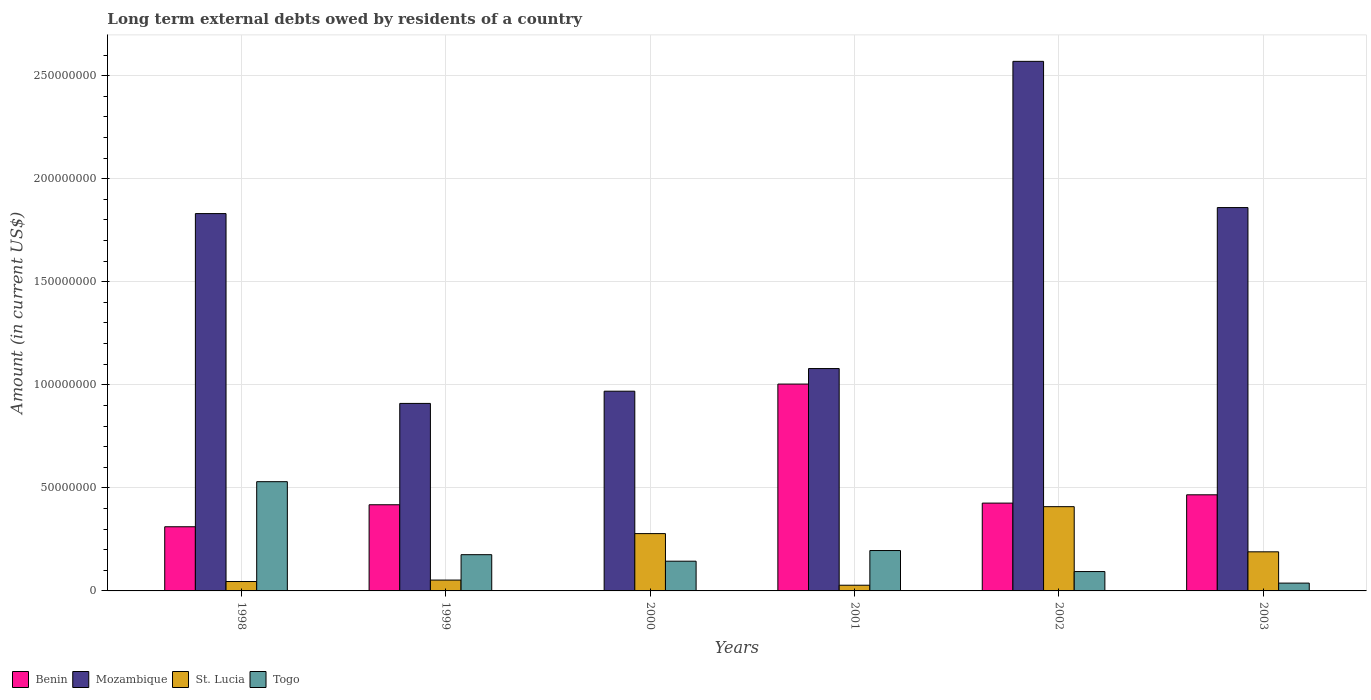 Long term external debts owed by residents of a country
Amount (in current US$)
250000000
200000000
150000000
100000000
50000000
0
1998
1999
2000
2001
2002
2003
Years
Benin
Mozambique
St. Lucia
Togo